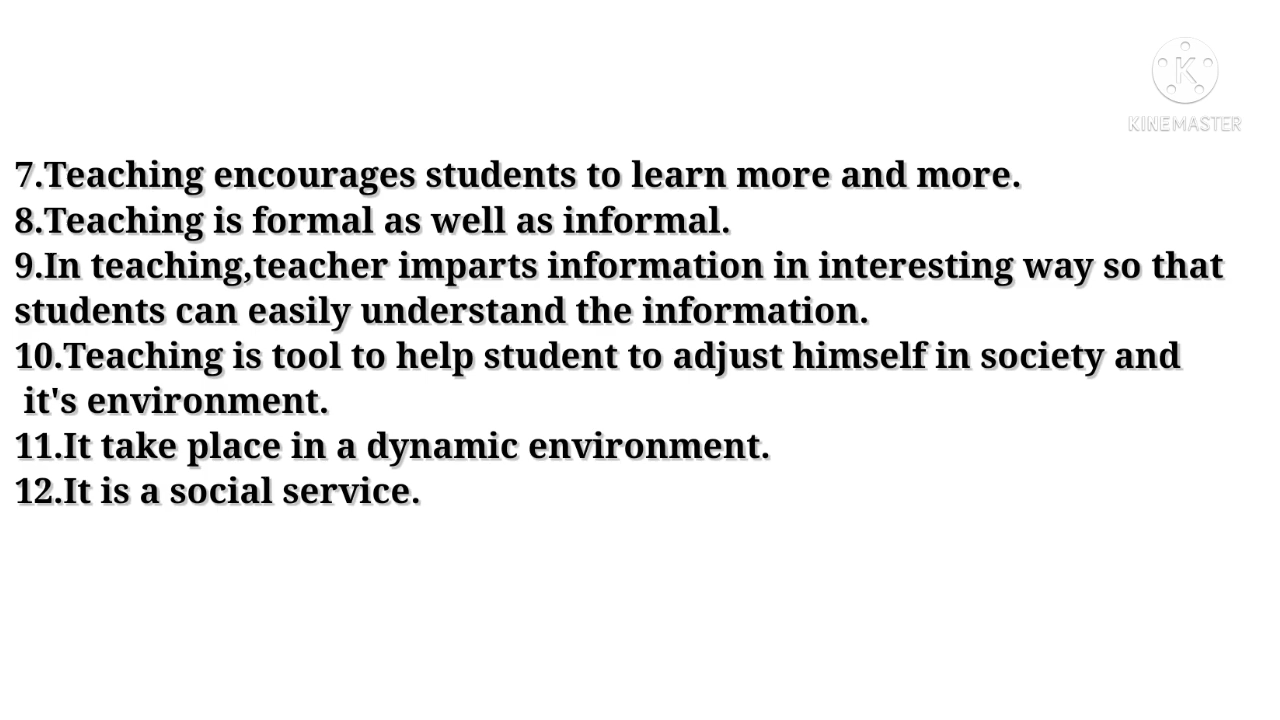 KINEMASTER
7.Teaching encourages students to learn more and more.
8.Teaching is formal as well as informal.
9.In teaching,teacher imparts information in interesting way so that
students can easily understand the information.
10.Teaching is tool to help student to adjust himself in society and
it's environment.
11.It take place in a dynamic environment.
12.It is a social service.